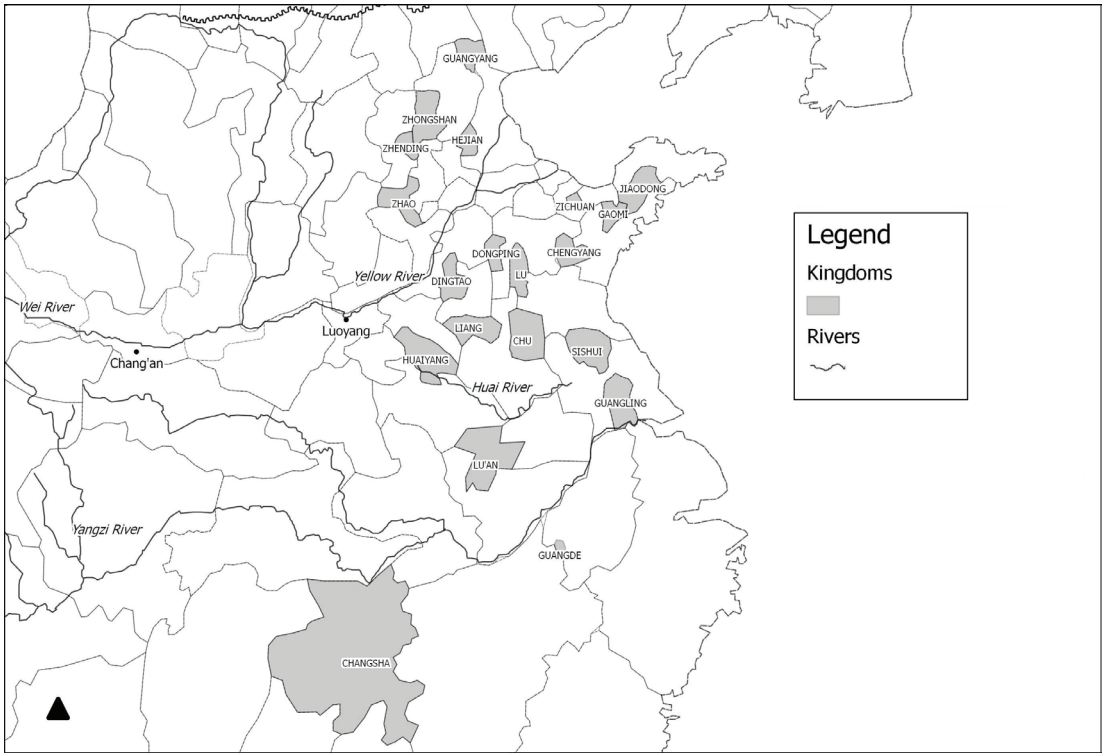 GUANGYANG
ZHONGSHAN
HEJIAN
ZHENDING
ZHAO
JIAODONG
ZICHUAN
GAOMI
DONGPING
CHENGYANG
LU
DINGTAO
Yellow River
Wei River
Luoyang
LIANG
CHU
SISHUI
Chang'an
HUAIYANG
Huai River
GUANGLING
LU'AN
Yangzi River
GUANGDE
CHANGSHA
Legend
Kingdoms
Rivers